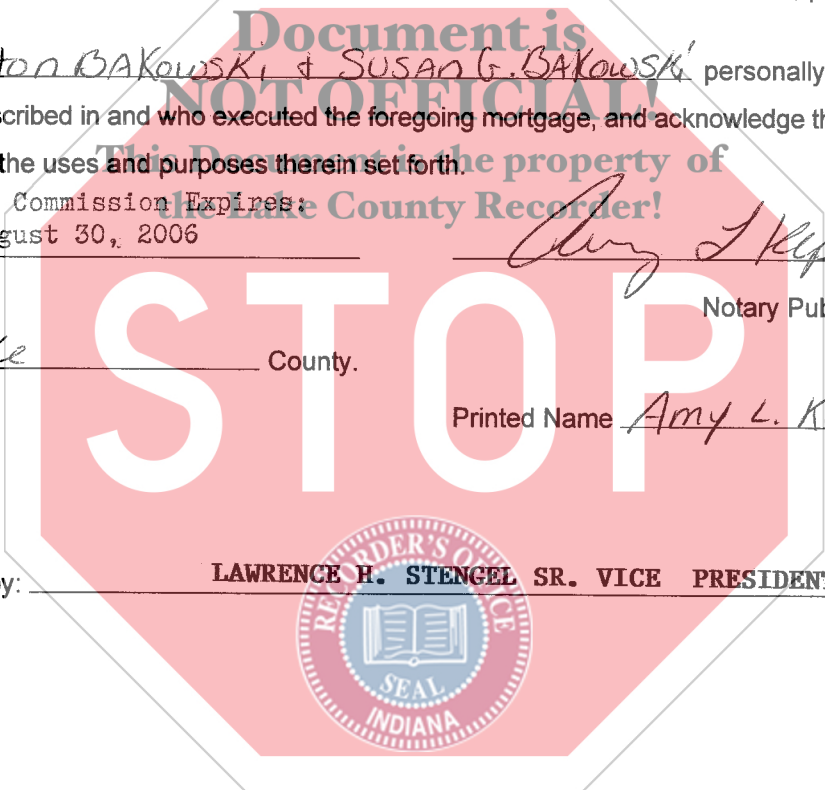 Document is
on BAKOWSKI & SUSAN G. BAKOWSKI personally
NOT OFFICIAL!
scribed in and who executed the foregoing mortgage, and acknowledge th
This Document is the property of
the uses and purposes therein set forth.
Commission Expires:
the Lake County Recorder!
gust 30, 2006
Notary Pub
STOP
County.
Printed Name Amy L. K
RECORDER'S OFFICE
LAWRENCE H. STENGEL SR. VICE PRESIDENT
y:
SEAL
INDIANA